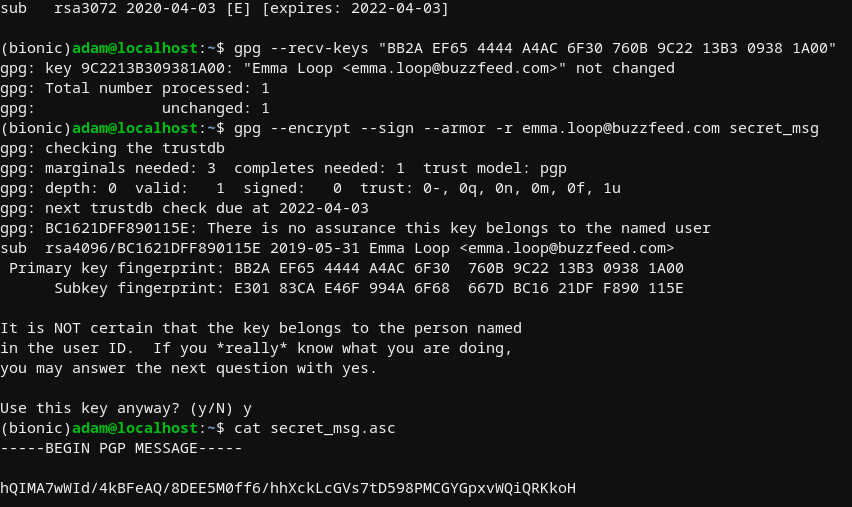 sub   rsa3072 2020-04-03 [E] [expires: 2022-04-03]

(bionic)adam@localhost:~$ gpg --recv-keys "BB2A EF65 4444 A4AC 6F30 760B 9C22 13B3 0938 1A00"
gpg: key 9C2213B309381A00: "Emma Loop <emma.loop@buzzfeed.com>" not changed
gpg: Total number processed: 1
gpg:              unchanged: 1
(bionic)adam@localhost:~$ gpg --encrypt --sign --armor -r emma.loop@buzzfeed.com secret_msg
gpg: checking the trustdb
gpg: marginals needed: 3  completes needed: 1  trust model: pgp
gpg: depth: 0  valid:   1  signed:   0  trust: 0-, 0q, 0n, 0m, 0f, 1u
gpg: next trustdb check due at 2022-04-03
gpg: BC1621DFF890115E: There is no assurance this key belongs to the named user
sub  rsa4096/BC1621DFF890115E 2019-05-31 Emma Loop <emma.loop@buzzfeed.com>
 Primary key fingerprint: BB2A EF65 4444 A4AC 6F30  760B 9C22 13B3 0938 1A00
      Subkey fingerprint: E301 83CA E46F 994A 6F68  667D BC16 21DF F890 115E

It is NOT certain that the key belongs to the person named
in the user ID.  If you *really* know what you are doing,
you may answer the next question with yes.

Use this key anyway? (y/N) y
(bionic)adam@localhost:~$ cat secret_msg.asc
-----BEGIN PGP MESSAGE-----

hQIMA7wWId/4kBFeAQ/8DEE5M0ff6/hhXckLcGVs7tD598PMCGYGpxvWQiQRKkoH